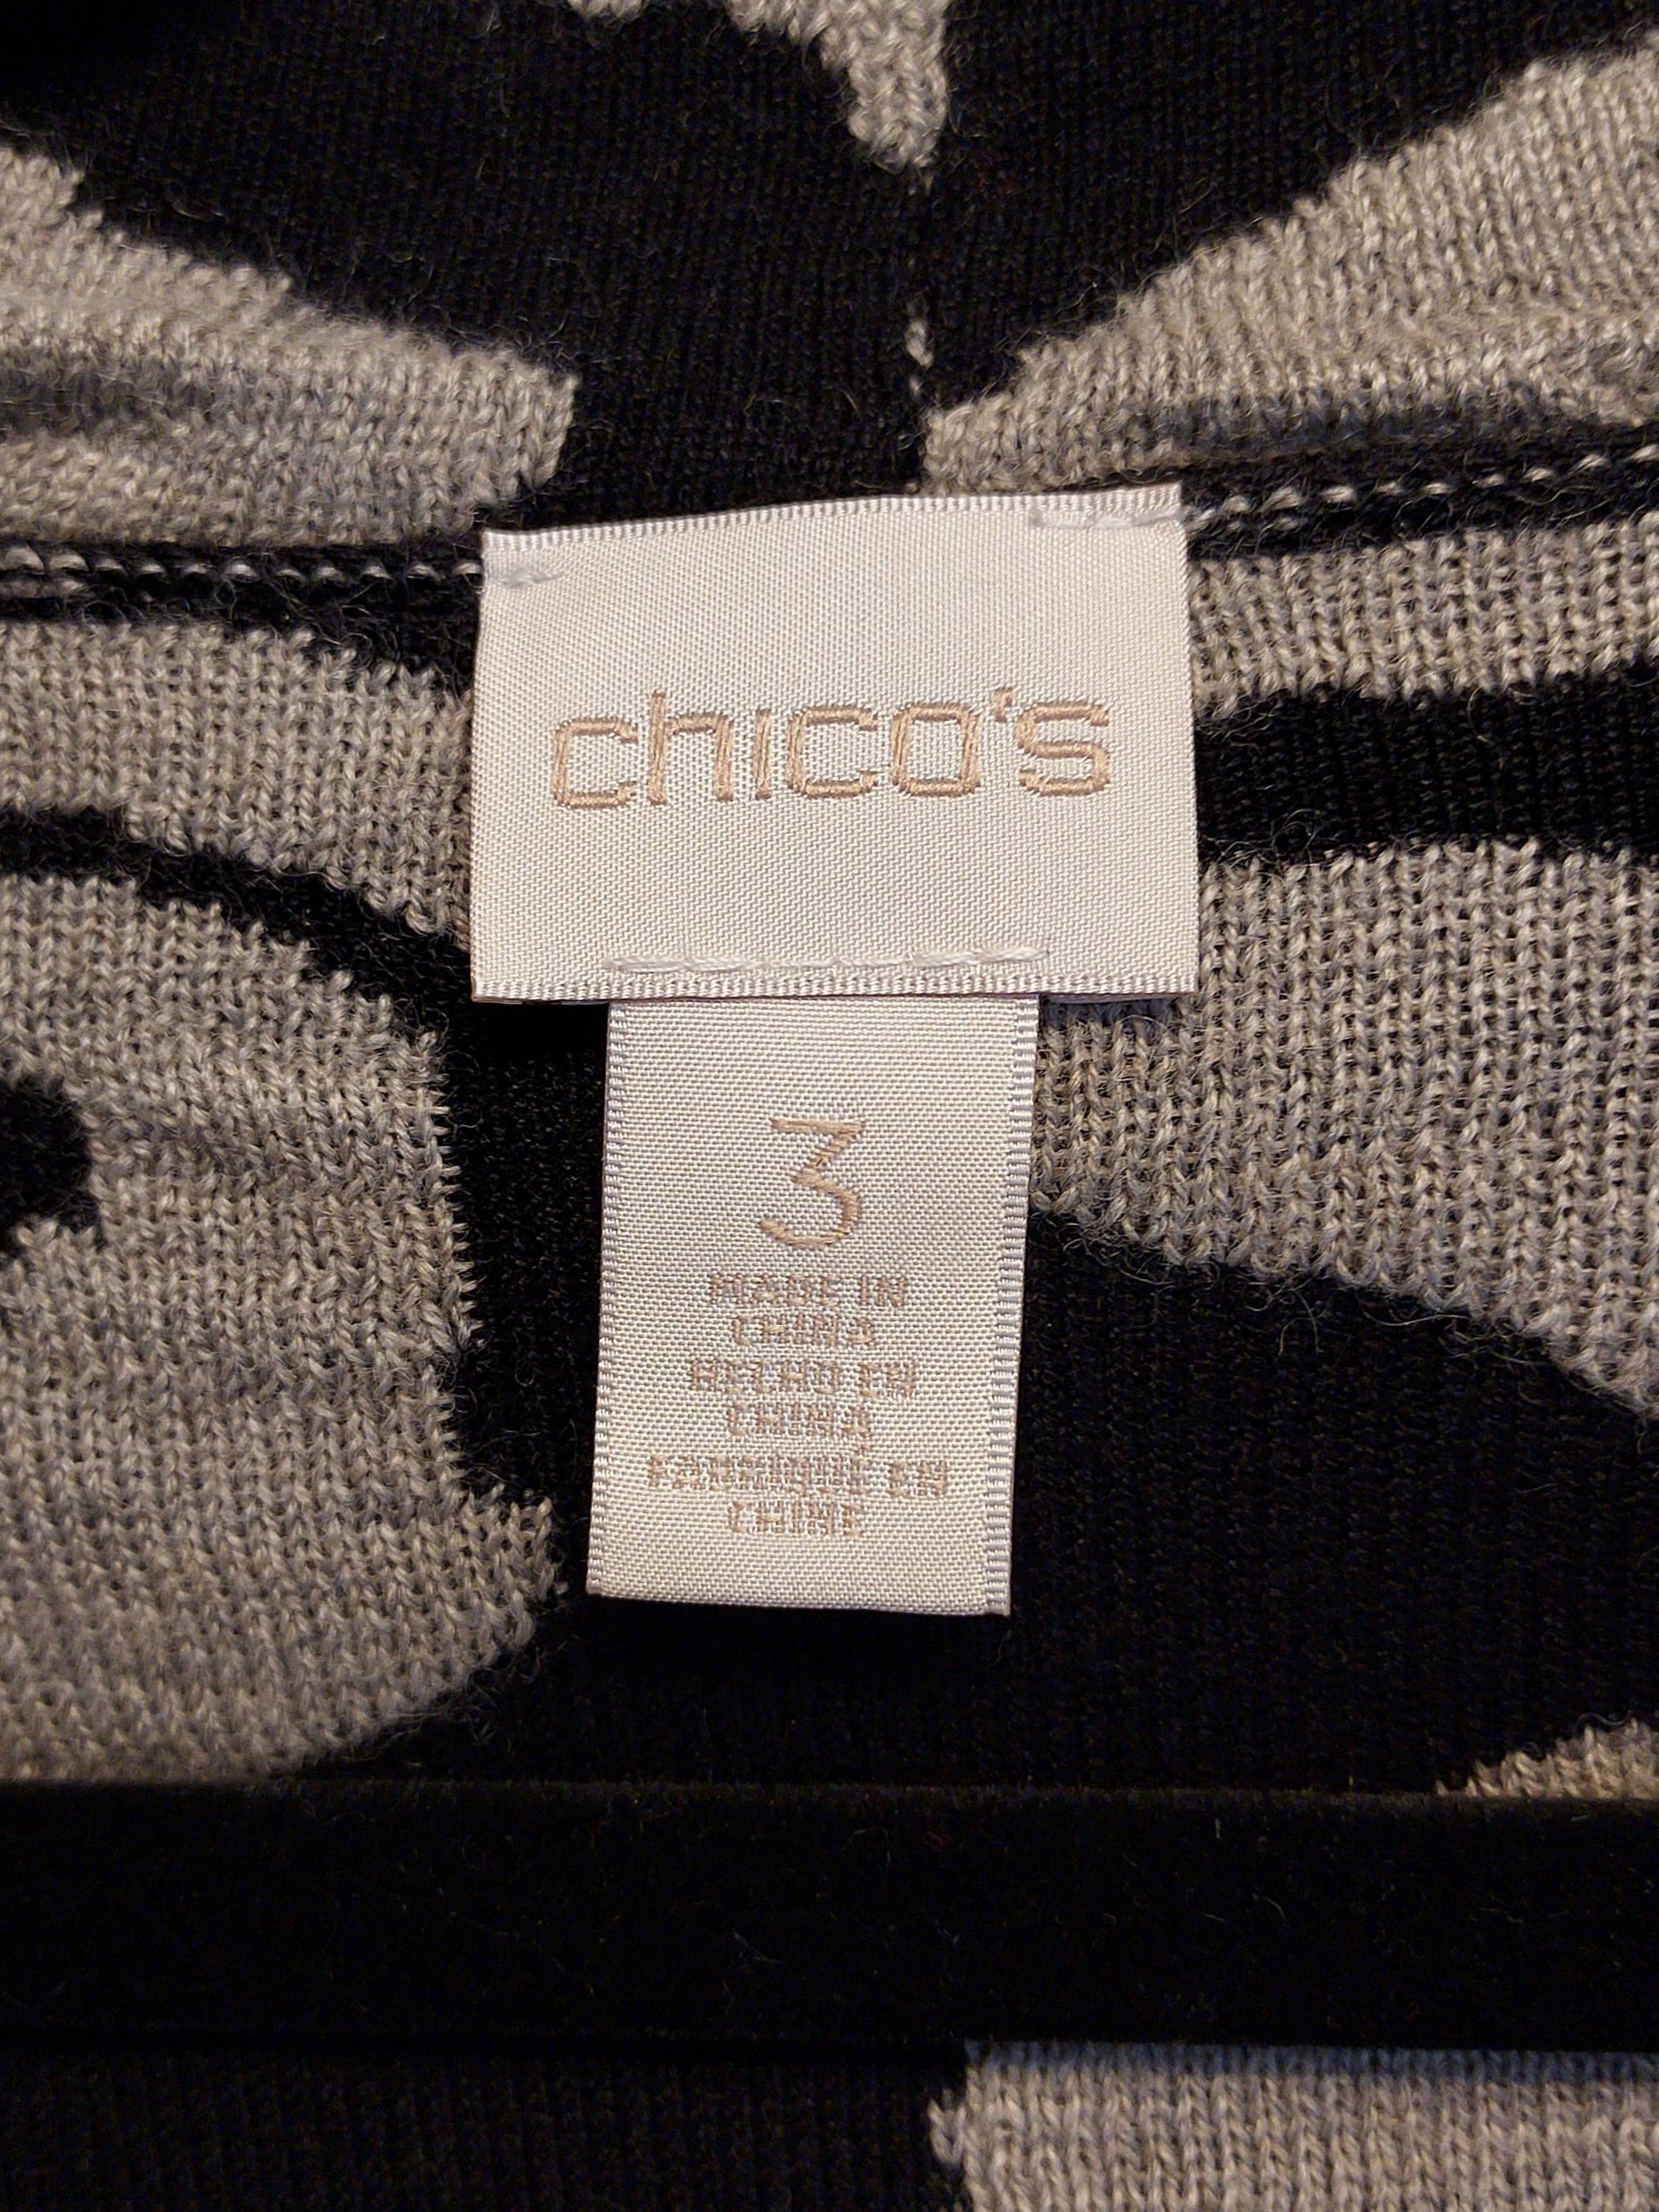 chico's
3
MADE IN
CHINA
HECHO EN
CHINA
FABRIQUÉ EN
CHINE